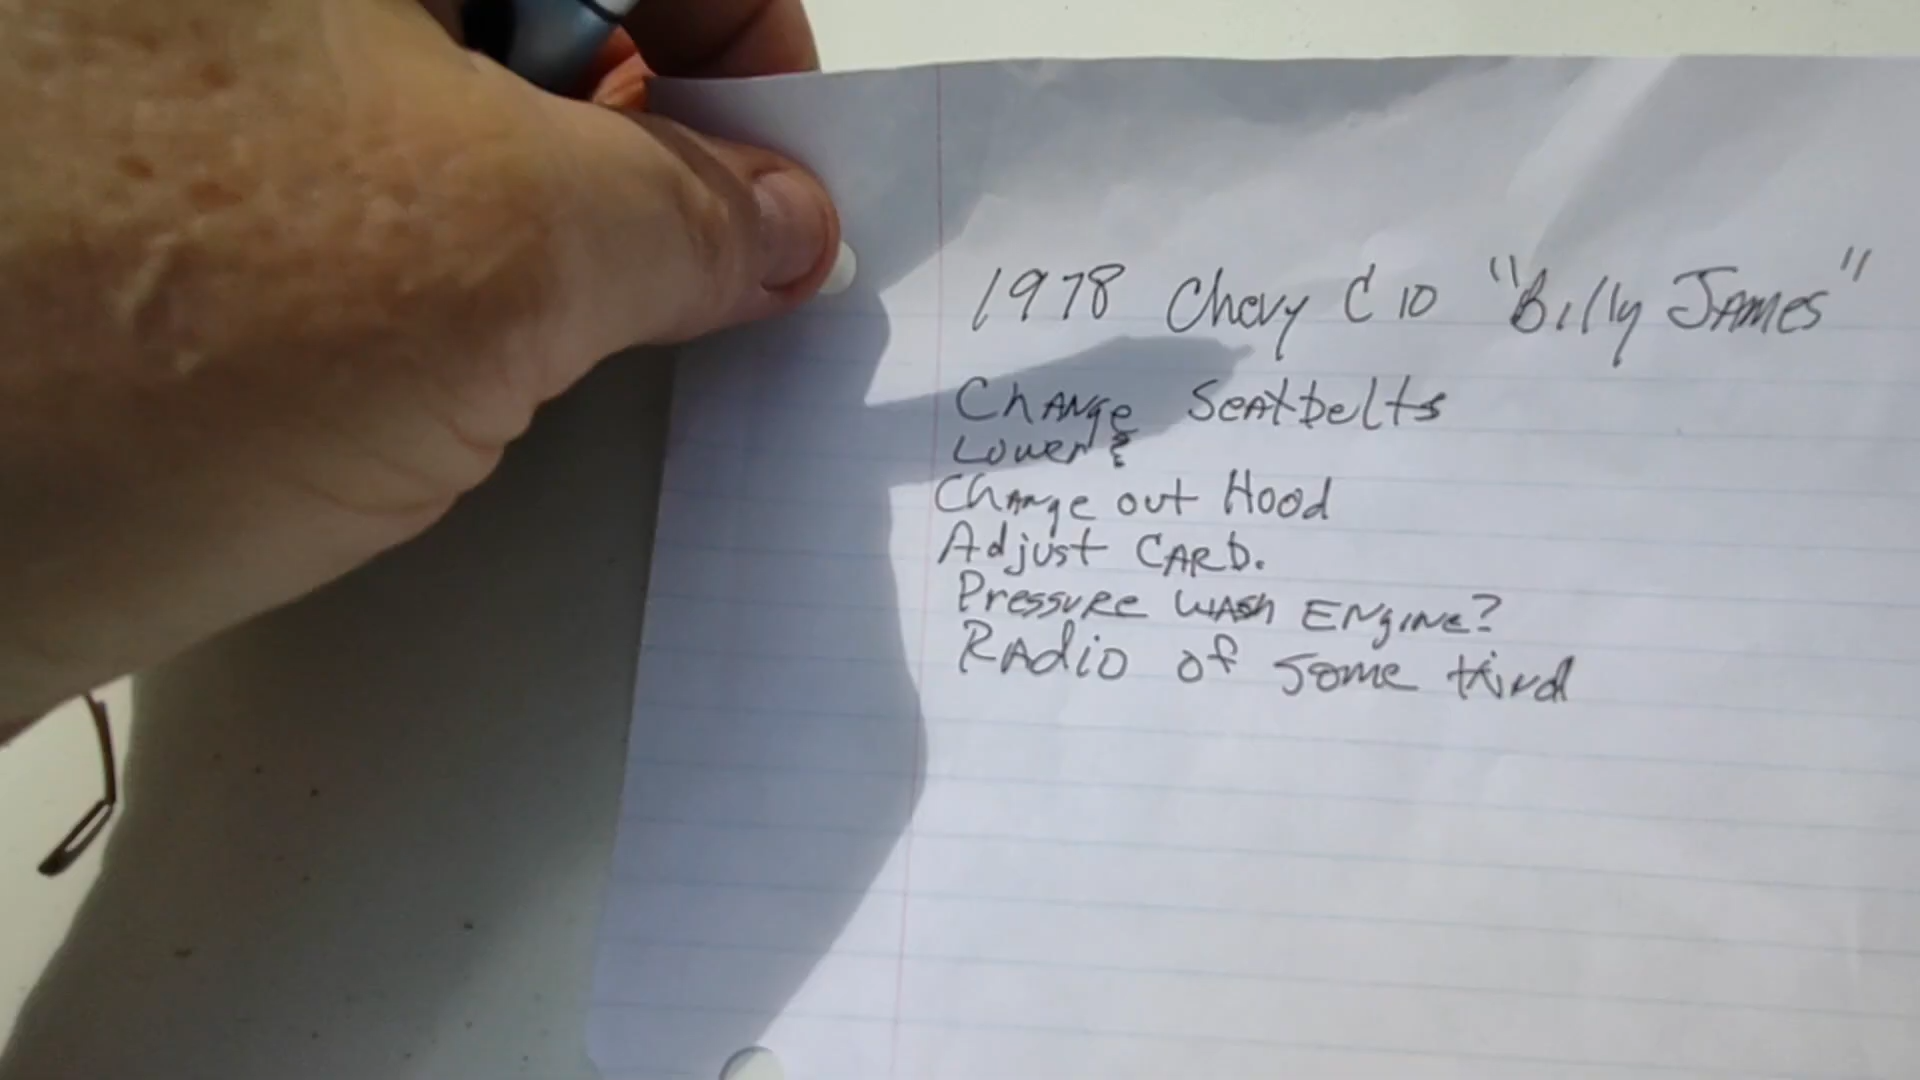 1978 Chevy C10 "Billy James"
Change Seatbelts
Lower &
Change out Hood
Adjust Carb.
Pressure wash Engine?
Radio of some kind